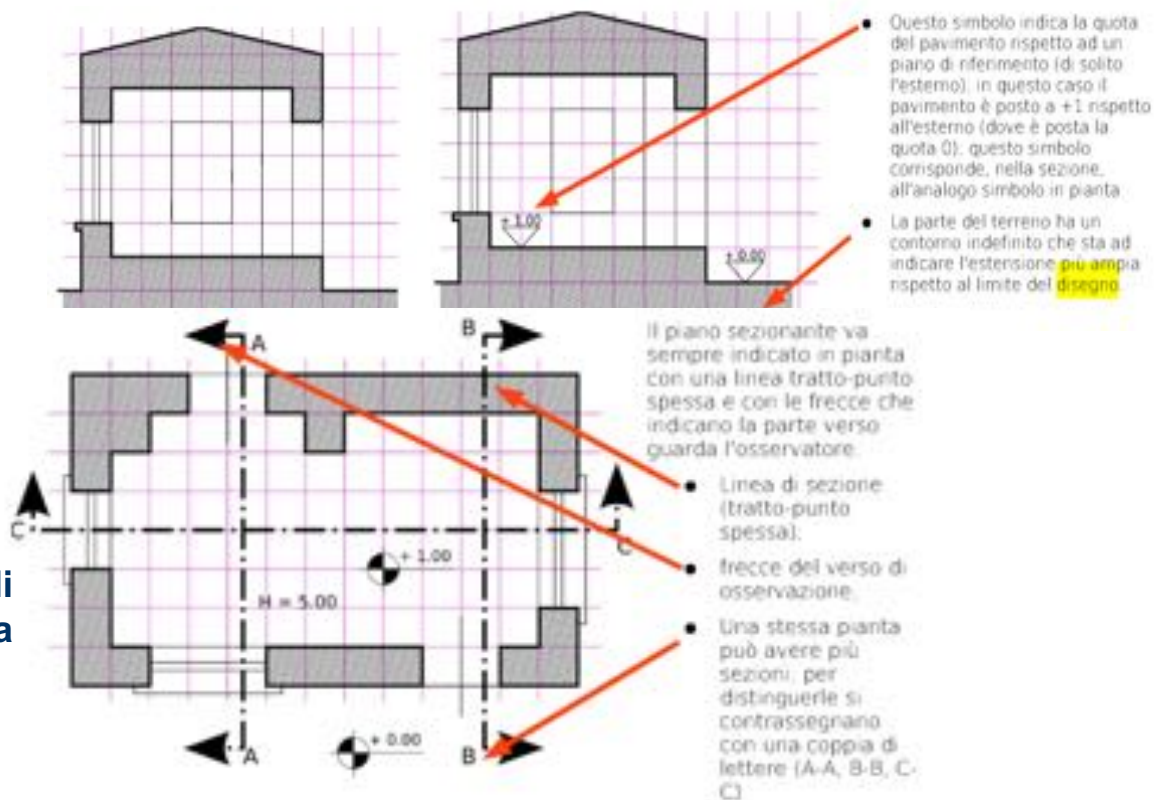 Questo simbolo indica la quota
del pavimento rispetto ad un
piano di riferimento (di solito
l'esterno), in questo caso il
pavimento è posto a +1 rispetto
all'esterno (dove è posta la
quota 0); questo simbolo
corrisponde, nella sezione,
all'analogo simbolo in pianta
+ 1.00
± 0.00
La parte del terreno ha un
contorno indefinito che sta ad
indicare l'estensione più ampia
rispetto al limite del disegno.
Il piano sezionante va
sempre indicato in pianta
con una linea tratto-punto
spessa e con le frecce che
indicano la parte verso
guarda l'osservatore.
A
B
Linea di sezione
(tratto-punto
spessa);
C
C
frecce del verso di
osservazione,
+ 1.00
H = 5.00
di
a
Una stessa pianta
può avere più
sezioni, per
distinguerle si
contrassegnano
con una coppia di
lettere (A-A, B-B, C-
C)
A
+ 0.00
B